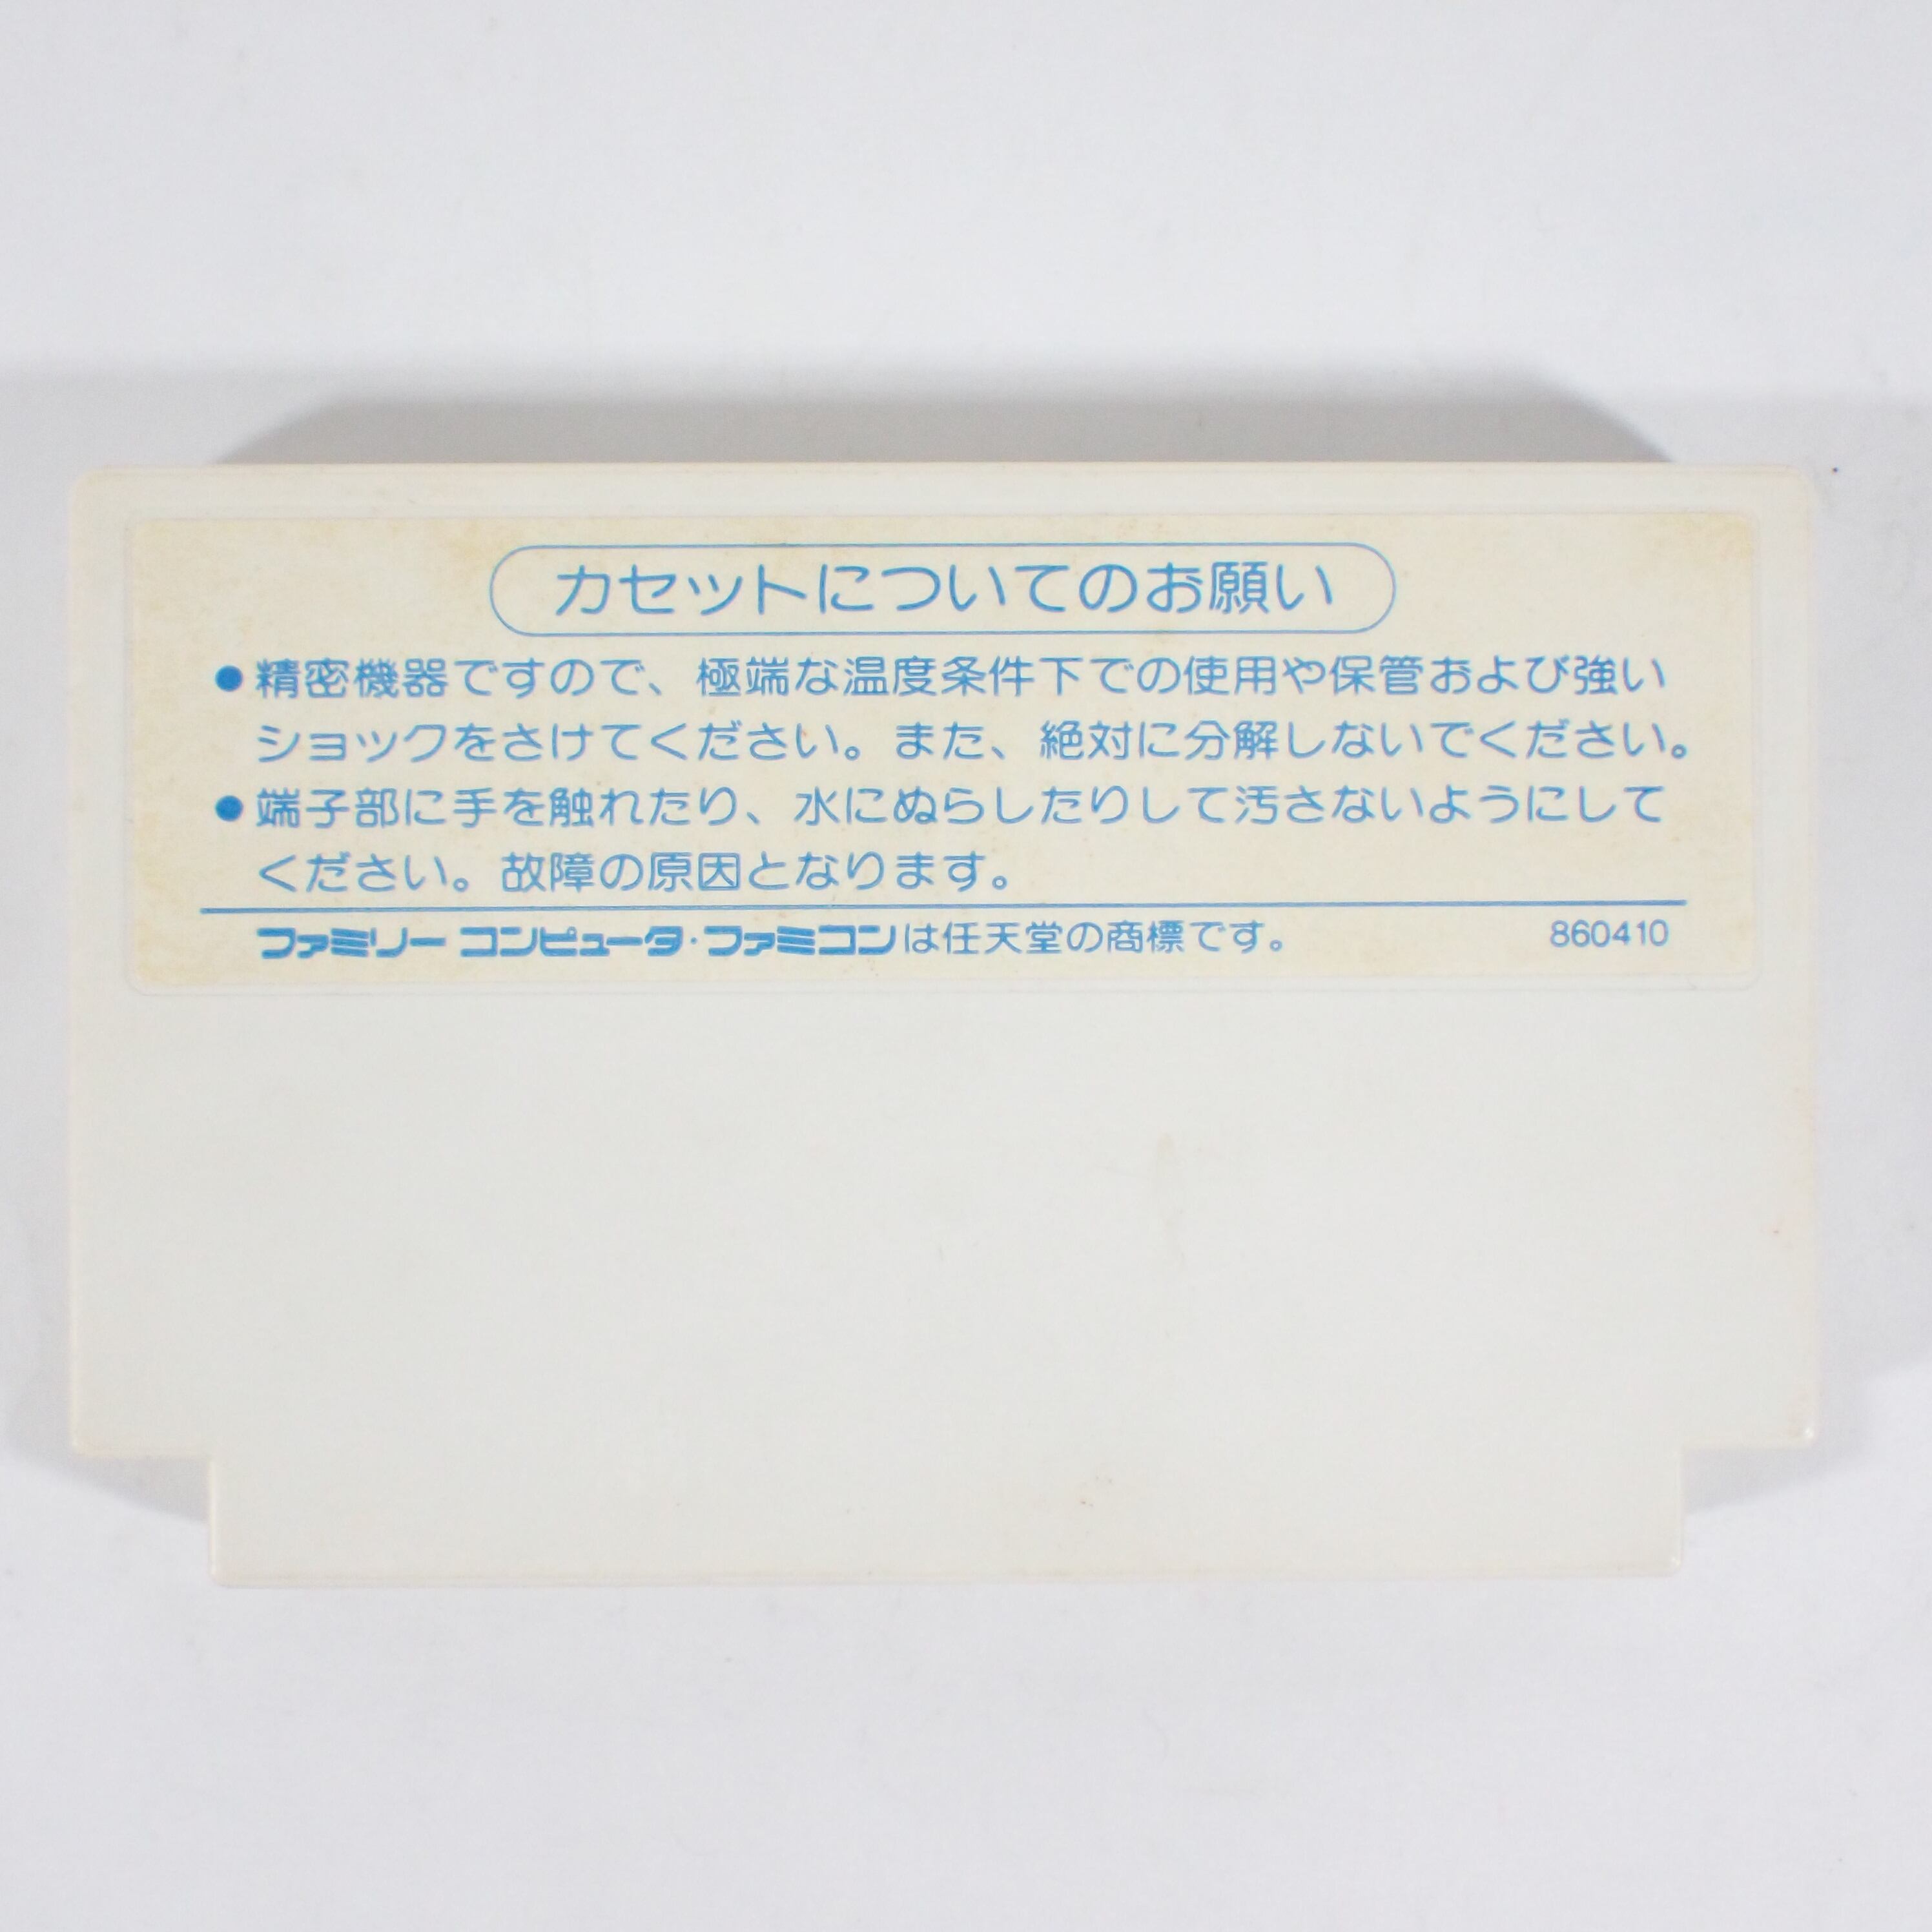 カセットについてのお願い
●精密機器ですので、極端な温度条件下での使用や保管および強い
ショックをさけてください。また、絶対に分解しないでください。
●端子部に手を触れたり、水にぬらしたりして汚さないようにして
ください。故障の原因となります。
ファミリー コンピュータ・ファミコンは任天堂の商標です。 860410